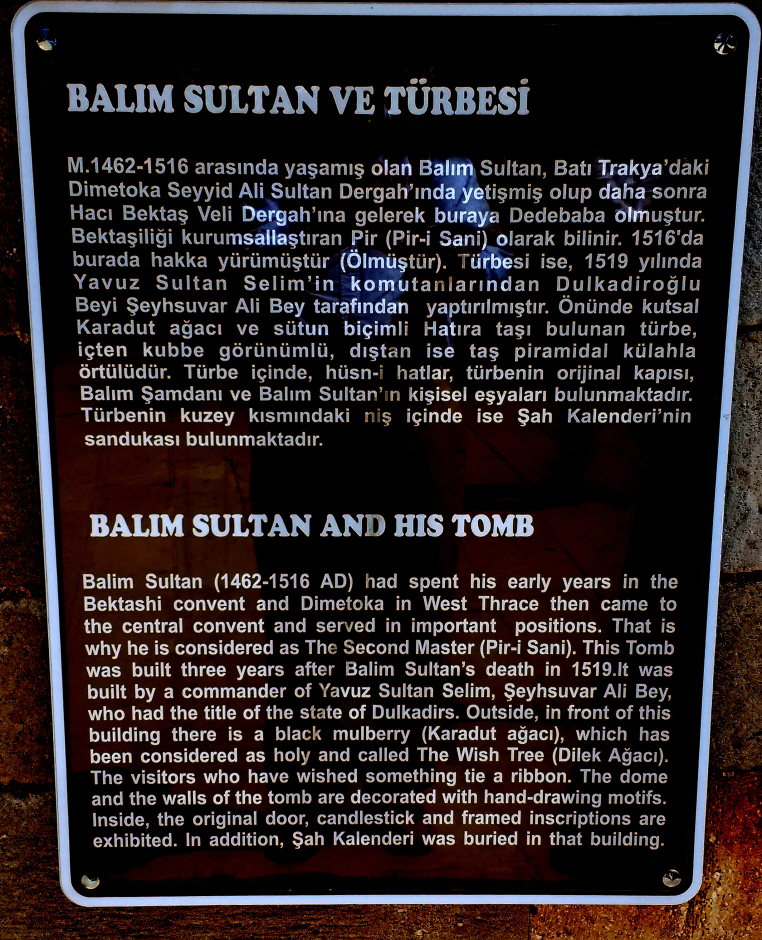 BALIM SULTAN VE TÜRBESİ
M.1462-1516 arasında yaşamış olan Balım Sultan, Batı Trakya'daki
Dimetoka Seyyid Ali Sultan Dergah'ında yetişmiş olup daha sonra
Hacı Bektaş Veli Dergah'ına gelerek buraya Dedebaba olmuştur.
Bektaşiliği kurumsallaştıran Pir (Pir-i Sani) olarak bilinir. 1516'da
burada hakka yürümüştür (Ölmüştür). Türbesi ise, 1519 yılında
Yavuz Sultan Selim'in komutanlarından Dulkadiroğlu
Beyi Şeyhsuvar Ali Bey tarafından yaptırılmıştır. Önünde kutsal
Karadut ağacı ve sütun biçimli Hatıra taşı bulunan türbe,
içten kubbe görünümlü, dıştan ise taş piramidal külahla
örtülüdür. Türbe içinde, hüsn-i hatlar, türbenin orijinal kapısı,
Balım Şamdanı ve Balım Sultan'ın kişisel eşyaları bulunmaktadır.
Türbenin kuzey kısmındaki niş içinde ise Şah Kalenderi'nin
sandukası bulunmaktadır.
BALIM SULTAN AND HIS TOMB
Balim Sultan (1462-1516 AD) had spent his early years in the
Bektashi convent and Dimetoka in West Thrace then came to
the central convent and served in important positions. That is
why he is considered as The Second Master (Pir-i Sani). This Tomb
was built three years after Balim Sultan's death in 1519.It was
built by a commander of Yavuz Sultan Selim, Şeyhsuvar Ali Bey,
who had the title of the state of Dulkadirs. Outside, in front of this
building there is a black mulberry (Karadut ağacı), which has
been considered as holy and called The Wish Tree (Dilek Ağacı).
The visitors who have wished something tie a ribbon. The dome
and the walls of the tomb are decorated with hand-drawing motifs.
Inside, the original door, candlestick and framed inscriptions are
exhibited. In addition, Şah Kalenderi was buried in that building.